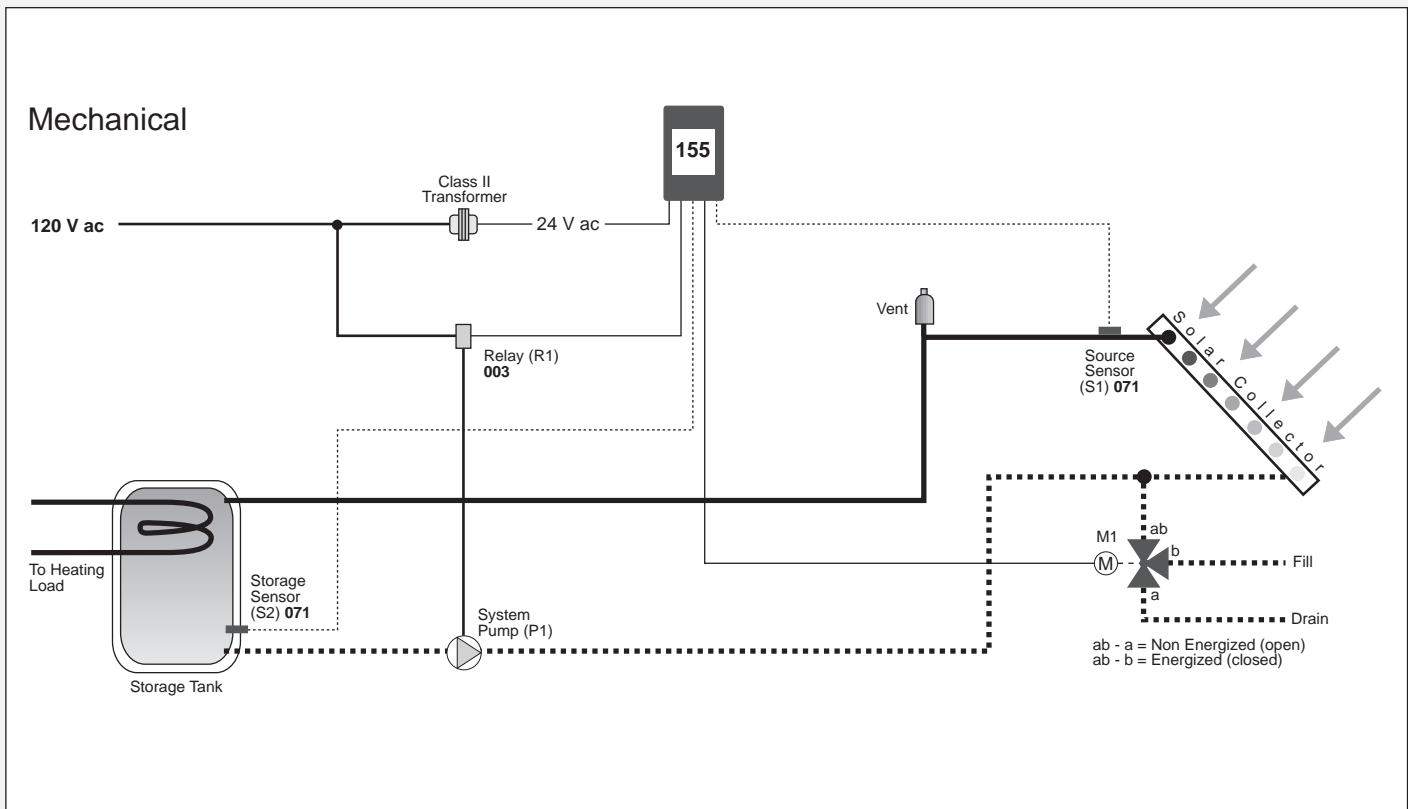 Mechanical
155
Class II
Transformer
120 V ac
24 V ac
Vent
Solar Collector
Relay (R1)
003
Source
Sensor
(S1) 071
M1
ab
b
M
Fill
a
To Heating
Load
Storage
Sensor
(S2) 071
System
Pump (P1)
Drain
ab - a = Non Energized (open)
ab - b = Energized (closed)
Storage Tank